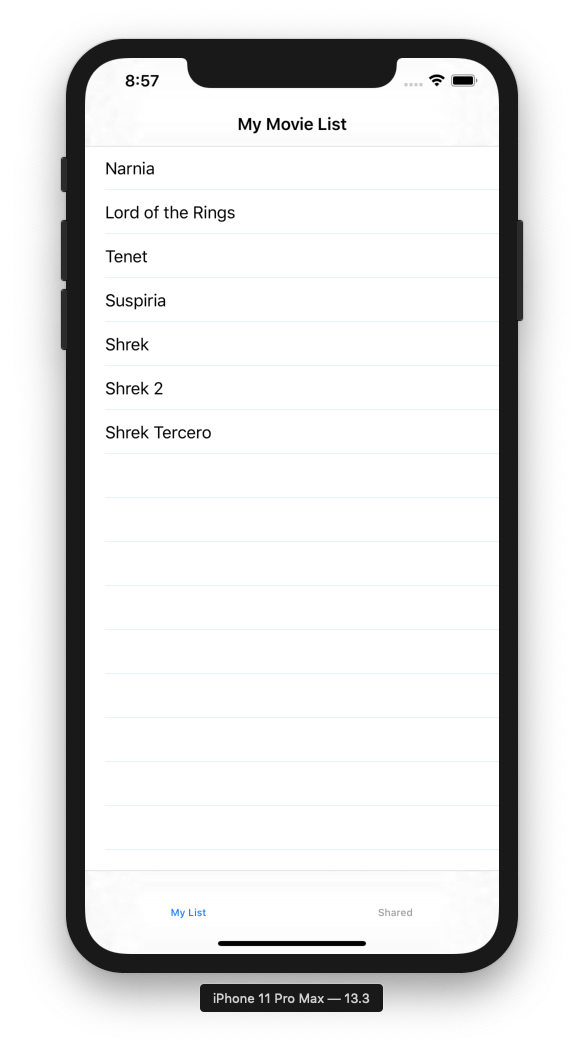 8:57
My Movie List
Narnia
Lord of the Rings
Tenet
Suspiria
Shrek
Shrek 2
Shrek Tercero
My List Shared
iPhone 11 Pro Max — 13.3